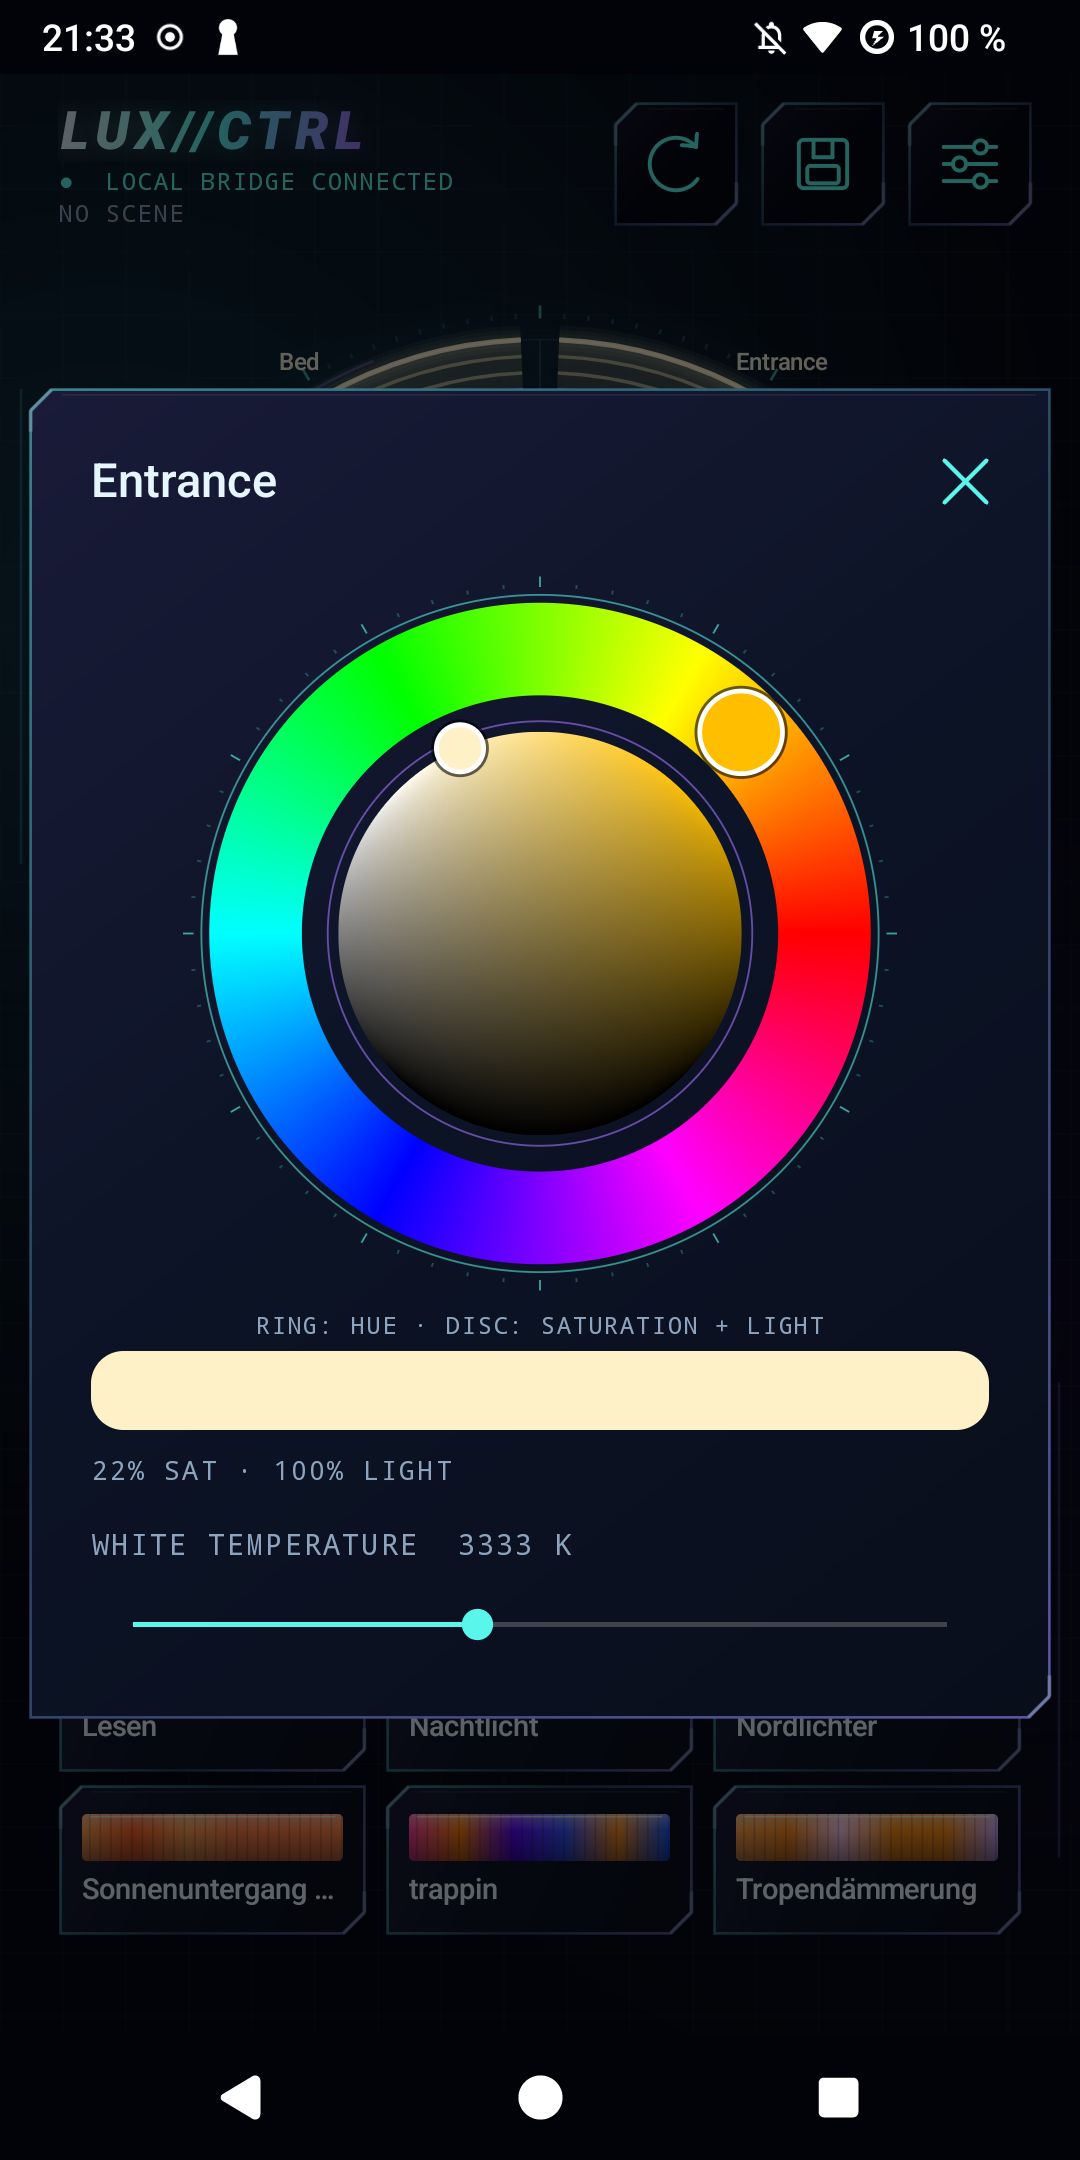 21:33
100 %
LUX//CTRL
● LOCAL BRIDGE CONNECTED
NO SCENE
Bed
Entrance
Entrance
RING: HUE · DISC: SATURATION + LIGHT
22% SAT · 100% LIGHT
WHITE TEMPERATURE 3333 K
Lesen
Nachtlicht
Nordlichter
Sonnenuntergang ...
trappin
Tropendämmerung